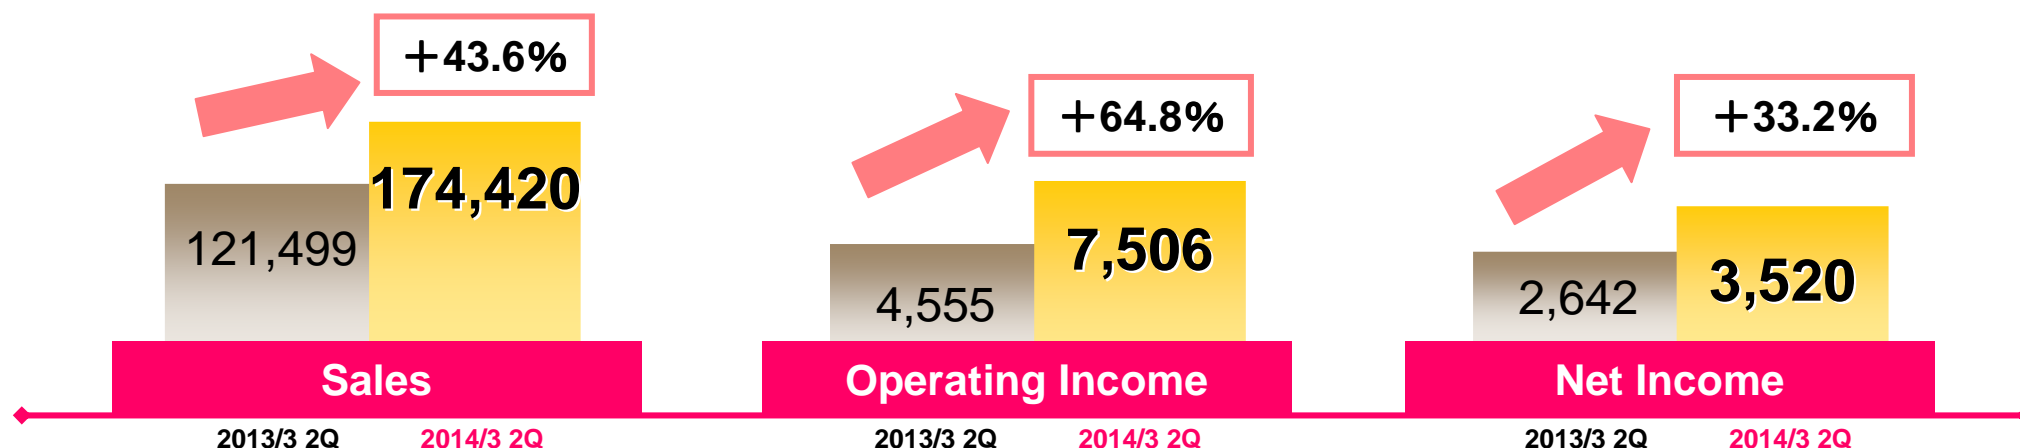 +43.6%
121,499
174,420
Sales
2013/3 2Q
2014/3 2Q
+64.8%
4,555
7,506
Operating Income
2013/3 2Q
2014/3 2Q
+33.2%
2,642
3,520
Net Income
2013/3 2Q
2014/3 2Q